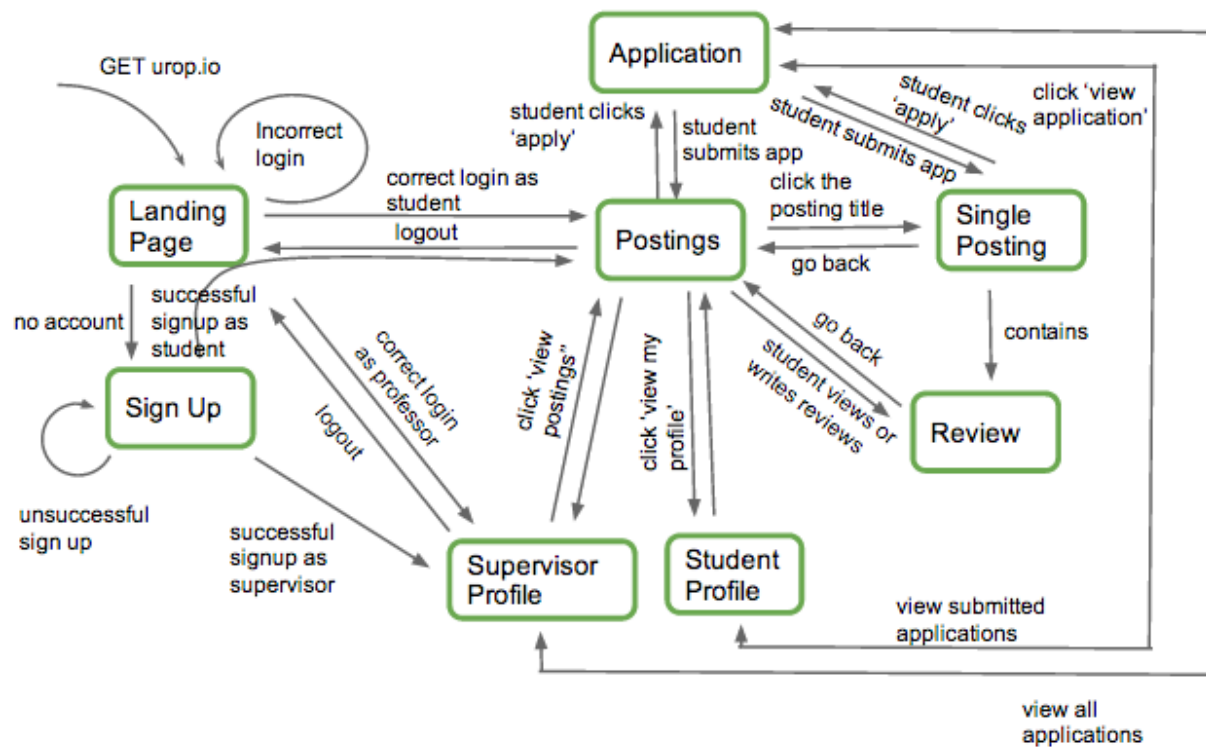 GET urop.io
Incorrect
login
Application
student clicks
'apply'
student
submits app
student clicks
'apply'
student submits app
click 'view
application'
Landing
Page
correct login as
student
logout
Postings
click the
posting title
go back
Single
Posting
no account
successful
signup as
student
Sign Up
unsuccessful
sign up
successful
signup as
supervisor
correct login
as professor
logout
click 'view
postings"
click 'view my
profile'
go back
student views or
writes reviews
contains
Review
Supervisor
Profile
Student
Profile
view submitted
applications
view all
applications